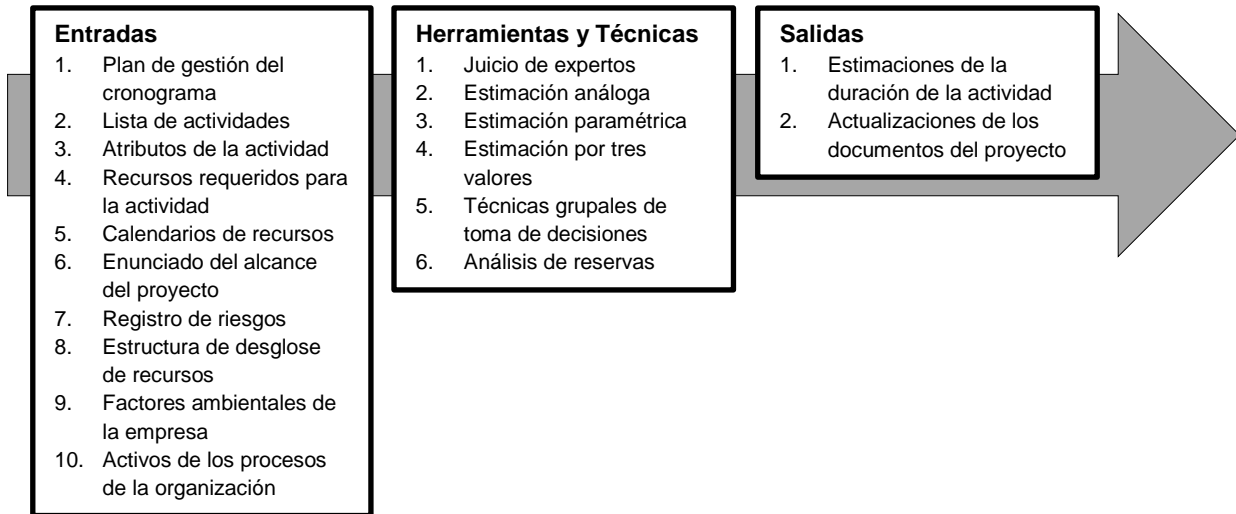 Entradas
1. Plan de gestión del
cronograma
2. Lista de actividades
3. Atributos de la actividad
4. Recursos requeridos para
la actividad
5. Calendarios de recursos
6. Enunciado del alcance
del proyecto
7. Registro de riesgos
8. Estructura de desglose
de recursos
9. Factores ambientales de
la empresa
10. Activos de los procesos
de la organización
Herramientas y Técnicas
1. Juicio de expertos
2. Estimación análoga
3. Estimación paramétrica
4. Estimación por tres
valores
5. Técnicas grupales de
toma de decisiones
6. Análisis de reservas
Salidas
1. Estimaciones de la
duración de la actividad
2. Actualizaciones de los
documentos del proyecto